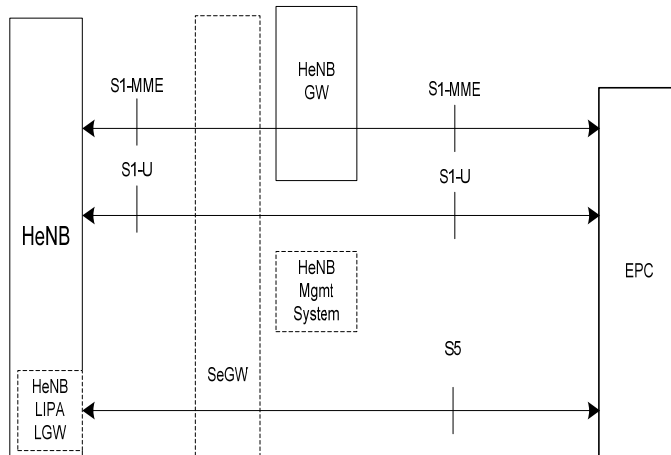 HeNB
GW
S1-MME
S1-MME
S1-U
S1-U
HeNB
HeNB
Mgmt
System
EPC
S5
SeGW
HeNB
LIPA
LGW